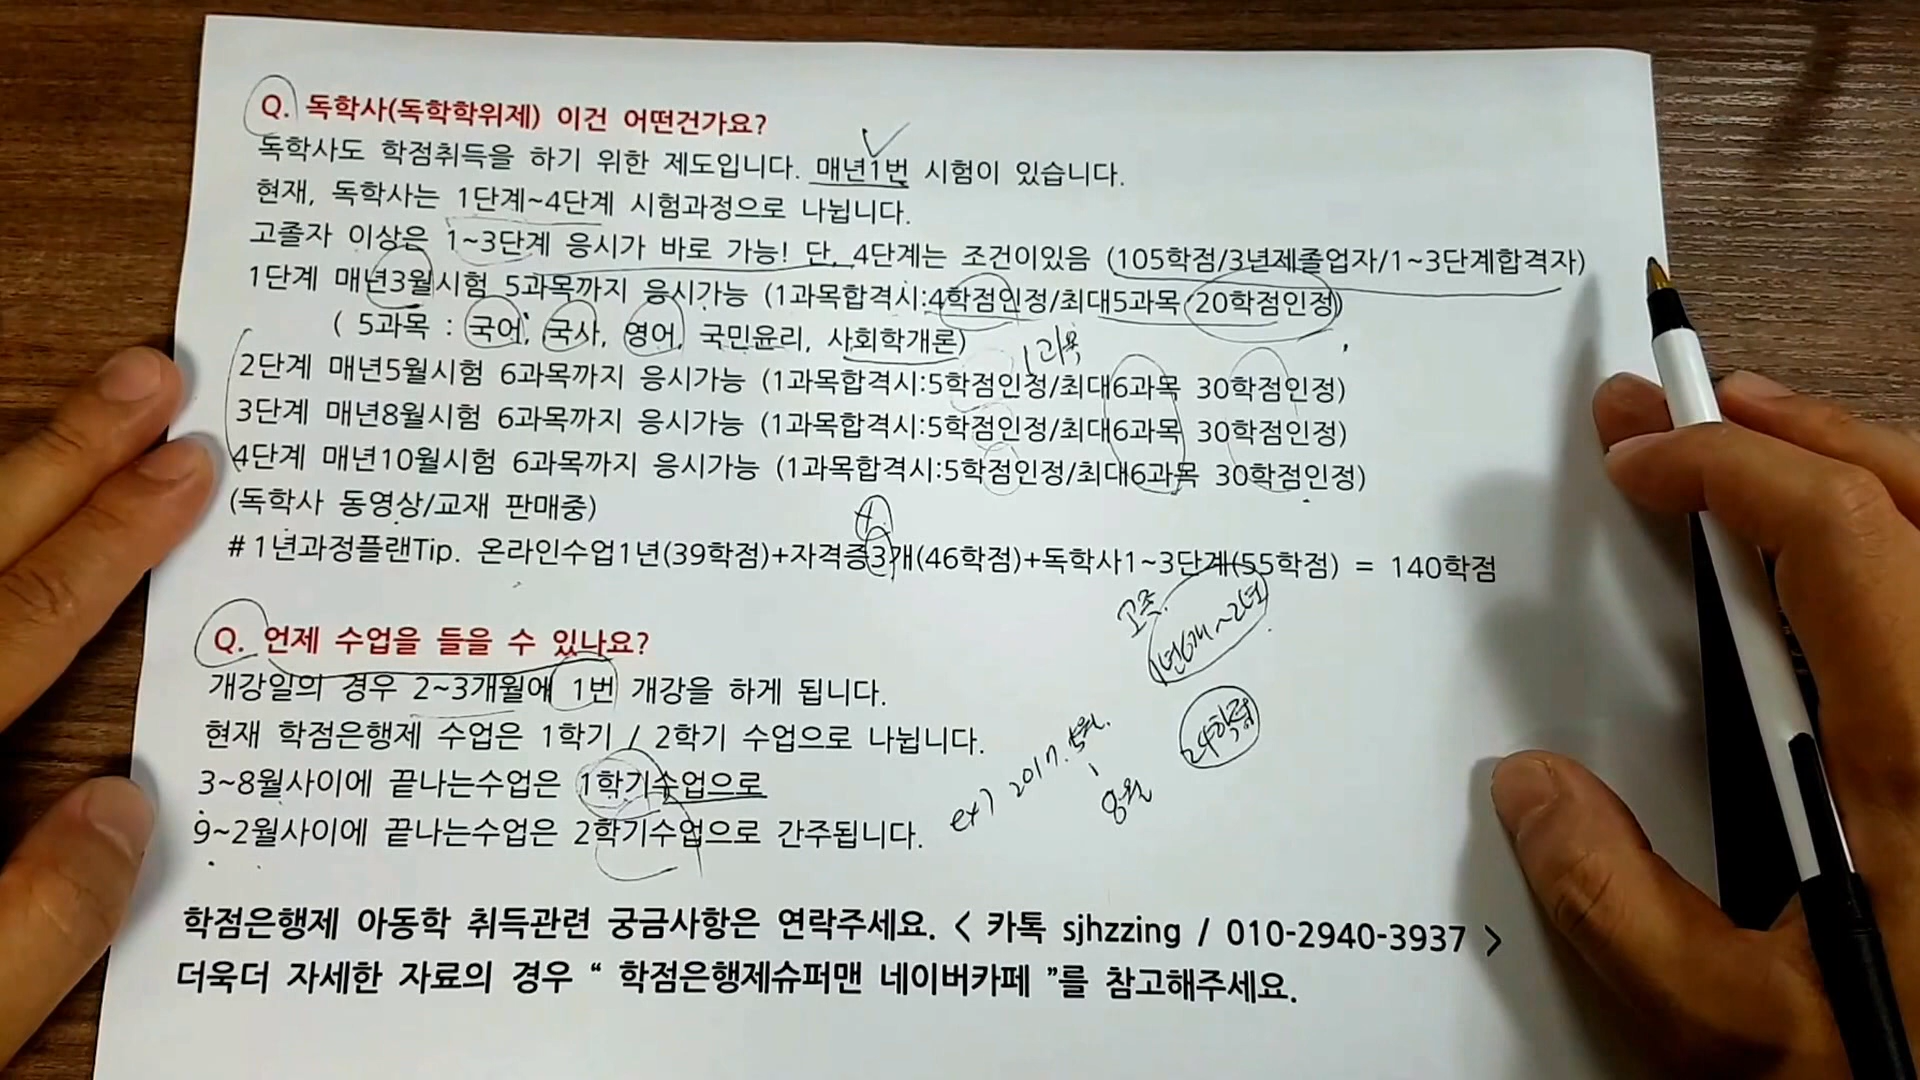 Q. 독학사(독학학위제) 이건 어떤건가요?
독학사도 학점취득을 하기 위한 제도입니다. 매년1번 시험이 있습니다.
현재, 독학사는 1단계~4단계 시험과정으로 나뉩니다.
고졸자 이상은 1~3단계 응시가 바로 가능! 단, 4단계는 조건이있음 (105학점/3년제졸업자/1~3단계합격자)
1단계 매년3월시험 5과목까지 응시가능 (1과목합격시:4학점인정/최대5과목 20학점인정)
( 5과목 : 국어, 국사, 영어, 국민윤리, 사회학개론)
1과목
2단계 매년5월시험 6과목까지 응시가능 (1과목합격시:5학점인정/최대6과목 30학점인정)
3단계 매년8월시험 6과목까지 응시가능 (1과목합격시:5학점인정/최대6과목 30학점인정)
4단계 매년10월시험 6과목까지 응시가능 (1과목합격시:5학점인정/최대6과목 30학점인정)
(독학사 동영상/교재 판매중)
# 1년과정플랜Tip. 온라인수업1년(39학점)+자격증3개(46학점)+독학사1~3단계(55학점) = 140학점
고졸.
1년6개~2년
Q. 언제 수업을 들을 수 있나요?
개강일의 경우 2~3개월에 1번 개강을 하게 됩니다.
24학점
현재 학점은행제 수업은 1학기 / 2학기 수업으로 나뉩니다.
ex) 2017. 5월.
8월
3~8월사이에 끝나는수업은 1학기수업으로
9~2월사이에 끝나는수업은 2학기수업으로 간주됩니다.
학점은행제 아동학 취득관련 궁금사항은 연락주세요. < 카톡 sjhzzing / 010-2940-3937 >
더욱더 자세한 자료의 경우 “ 학점은행제슈퍼맨 네이버카페 ”를 참고해주세요.